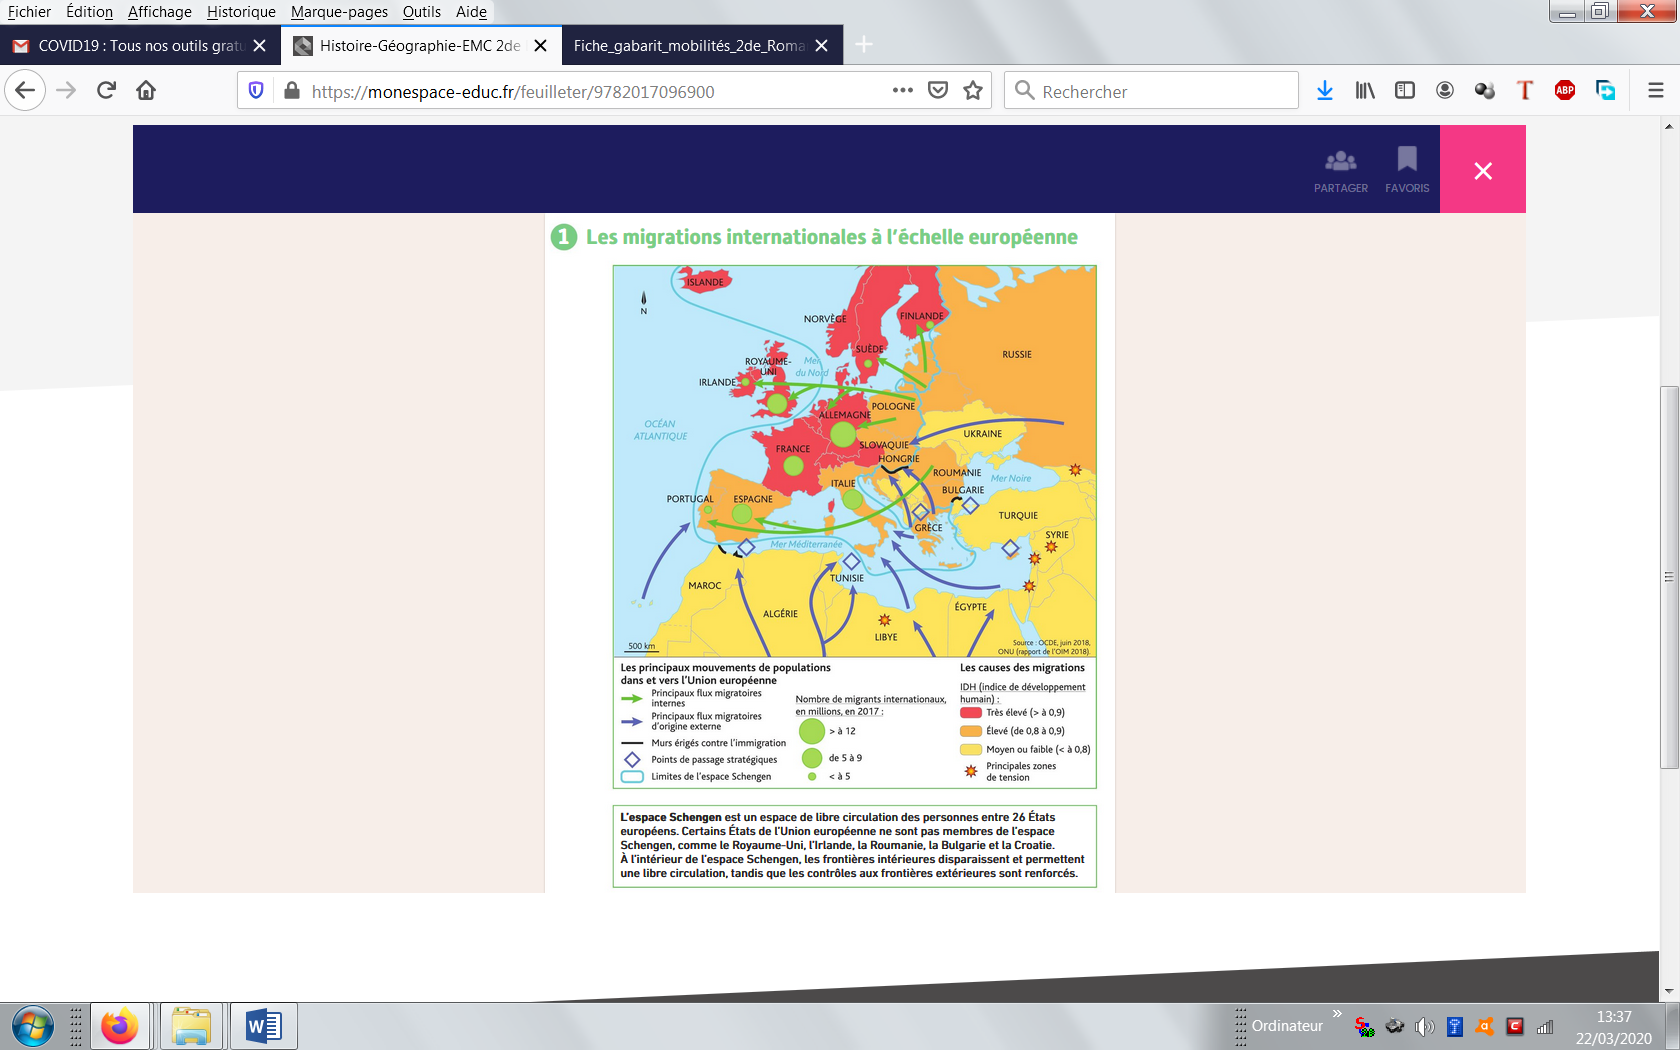 Fichier Édition Affichage Historique Marque-pages Outils Aide
COVID19 : Tous nos outils gratu
Histoire-Géographie-EMC 2de
Fiche_gabarit_mobilités_2de_Roma
https://monespace-educ.fr/feuilleter/9782017096900
Rechercher
ABP
PARTAGER
FAVORIS
1 Les migrations internationales à l'échelle européenne
ISLANDE
N
NORVÈGE
FINLANDE
SUÈDE
RUSSIE
ROYAUME-
UNI
Mer
du Nord
IRLANDE
POLOGNE
ALLEMAGNE
OCÉAN
ATLANTIQUE
UKRAINE
SLOVAQUIE
FRANCE
HONGRIE
ROUMANIE
Mer Noire
ITALIE
BULGARIE
PORTUGAL
ESPAGNE
TURQUIE
GRÈCE
SYRIE
Mer Méditerranée
TUNISIE
MAROC
ALGÉRIE
ÉGYPTE
LIBYE
500 km
Source : OCDE, juin 2018,
ONU (rapport de l'OIM 2018).
Les principaux mouvements de populations
dans et vers l'Union européenne
Principaux flux migratoires
internes
Principaux flux migratoires
d'origine externe
Murs érigés contre l'immigration
Points de passage stratégiques
Limites de l'espace Schengen
Nombre de migrants internationaux,
en millions, en 2017 :
> à 12
de 5 à 9
< à 5
Les causes des migrations
IDH (indice de développement
humain) :
Très élevé (> à 0,9)
Élevé (de 0,8 à 0,9)
Moyen ou faible (< à 0,8)
Principales zones
de tension
L'espace Schengen est un espace de libre circulation des personnes entre 26 États
européens. Certains États de l'Union européenne ne sont pas membres de l'espace
Schengen, comme le Royaume-Uni, l'Irlande, la Roumanie, la Bulgarie et la Croatie.
À l'intérieur de l'espace Schengen, les frontières intérieures disparaissent et permettent
une libre circulation, tandis que les contrôles aux frontières extérieures sont renforcés.
Ordinateur
13:37
22/03/2020